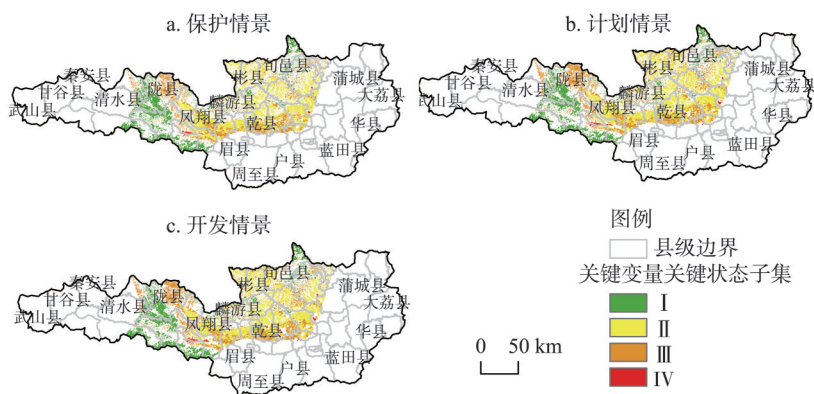 a. 保护情景
秦安县
甘谷县
武山县
清水县
陇县
凤翔县
麟游县
彬县
旬邑县
乾县
眉县
周至县
户县
蓝田县
华县
大荔县
蒲城县
b. 计划情景
秦安县
甘谷县
武山县
清水县
陇县
凤翔县
麟游县
彬县
旬邑县
乾县
眉县
周至县
户县
蓝田县
华县
大荔县
蒲城县
c. 开发情景
秦安县
甘谷县
武山县
清水县
陇县
凤翔县
麟游县
彬县
旬邑县
乾县
眉县
周至县
户县
蓝田县
华县
大荔县
蒲城县
图例
县级边界
关键变量关键状态子集
Ⅰ
Ⅱ
Ⅲ
Ⅳ
0 50 km